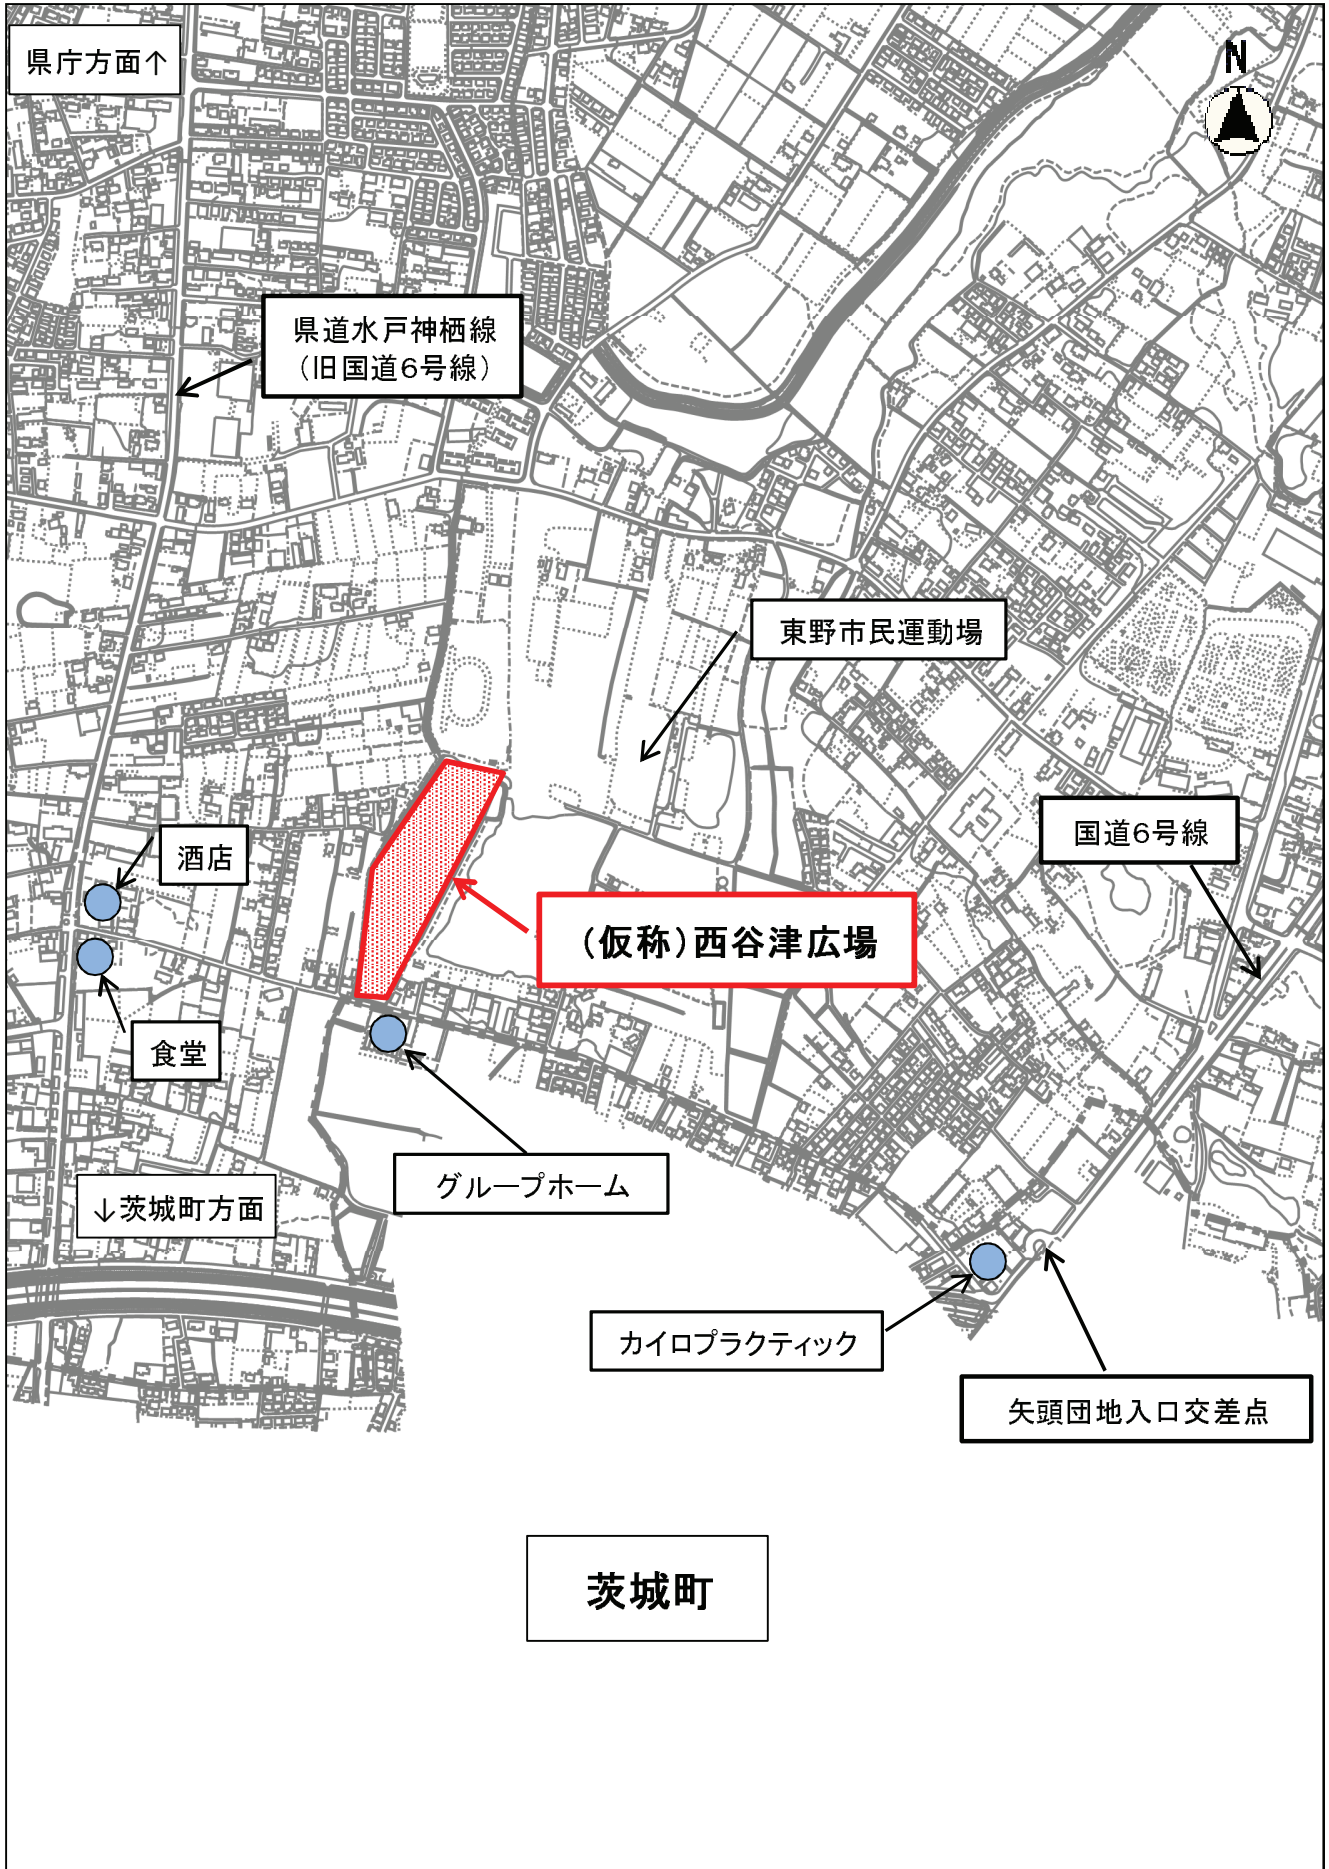 県庁方面↑
N
県道水戸神栖線
(旧国道6号線)
東野市民運動場
国道6号線
酒店
(仮称)西谷津広場
食堂
グループホーム
↓茨城町方面
カイロプラクティック
矢頭団地入口交差点
茨城町